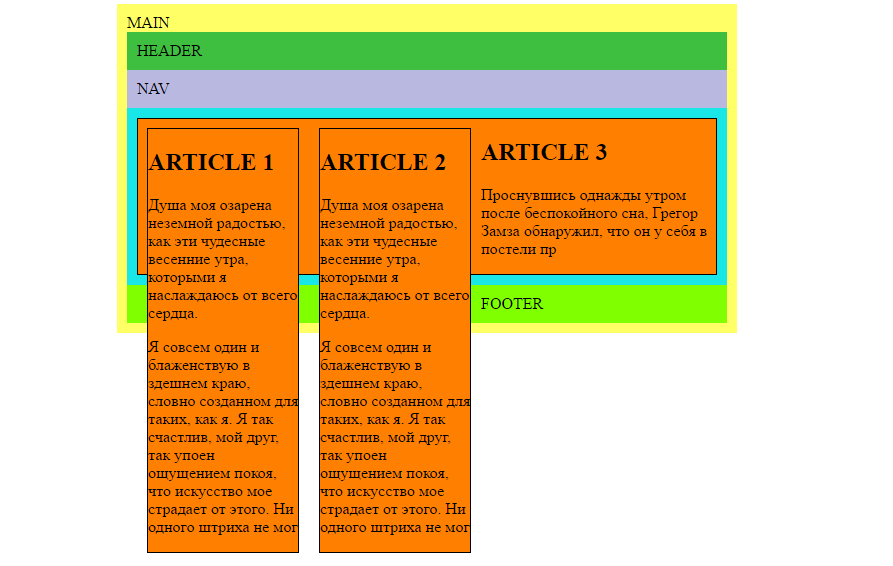 MAIN
HEADER
NAV
ARTICLE 1
Душа моя озарена
неземной радостью,
как эти чудесные
весенние утра,
которыми я
наслаждаюсь от всего
сердца.
Я совсем один и
блаженствую в
здешнем краю,
словно созданном для
таких, как я. Я так
счастлив, мой друг,
так упоен
ощущением покоя,
что искусство мое
страдает от этого. Ни
одного штриха не мог
ARTICLE 2
Душа моя озарена
неземной радостью,
как эти чудесные
весенние утра,
которыми я
наслаждаюсь от всего
сердца.
Я совсем один и
блаженствую в
здешнем краю,
словно созданном для
таких, как я. Я так
счастлив, мой друг,
так упоен
ощущением покоя,
что искусство мое
страдает от этого. Ни
одного штриха не мог
ARTICLE 3
Проснувшись однажды утром
после беспокойного сна, Грегор
Замза обнаружил, что он у себя в
постели пр
FOOTER